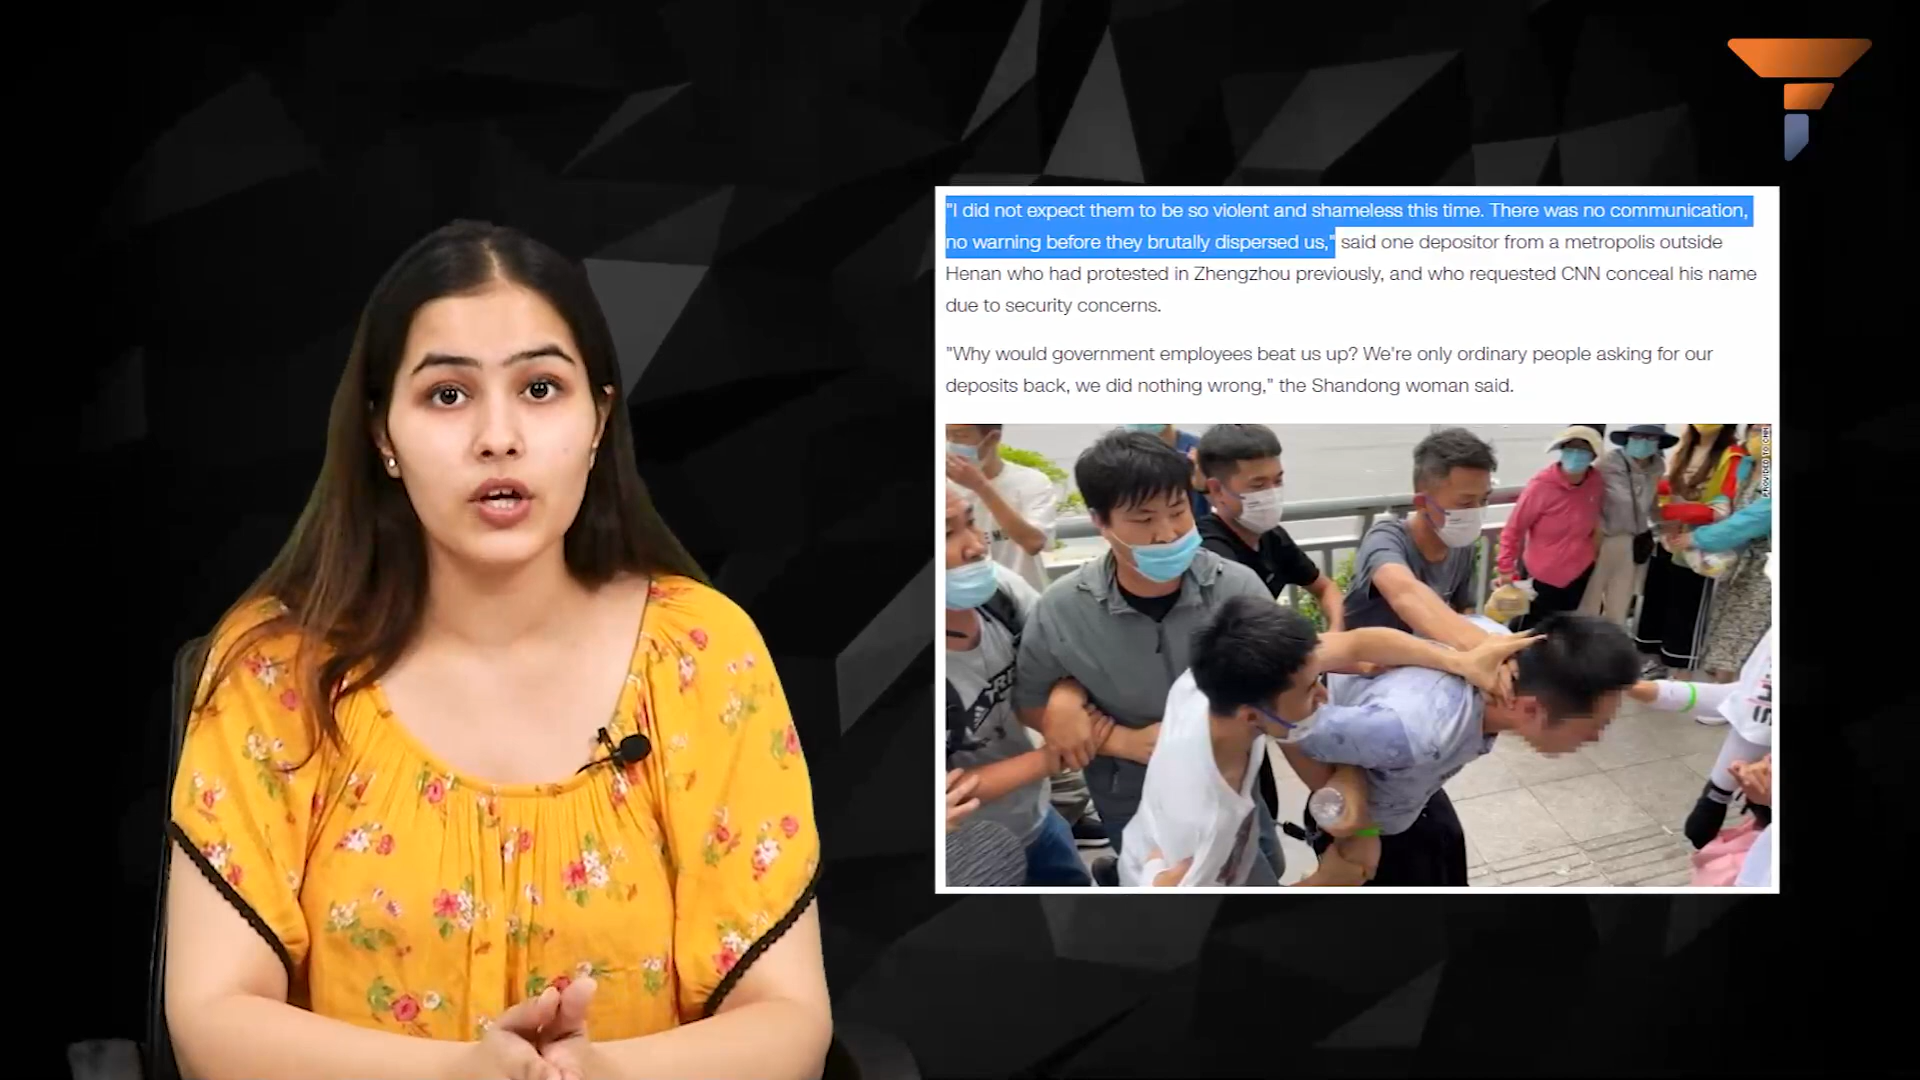 "I did not expect them to be so violent and shameless this time. There was no communication,
no warning before they brutally dispersed us," said one depositor from a metropolis outside
Henan who had protested in Zhengzhou previously, and who requested CNN conceal his name
due to security concerns.
"Why would government employees beat us up? We're only ordinary people asking for our
deposits back, we did nothing wrong," the Shandong woman said.
PROVIDED TO CNN